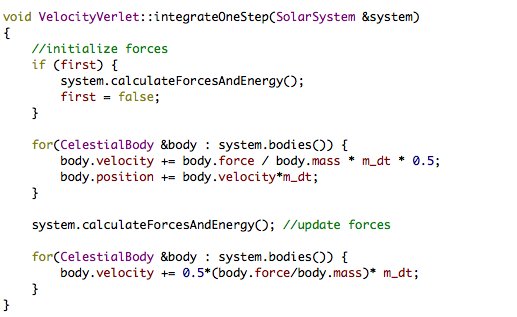 void VelocityVerlet::integrateOneStep(SolarSystem &system)
{
    //initialize forces
    if (first) {
        system.calculateForcesAndEnergy();
        first = false;
    }

    for(CelestialBody &body : system.bodies()) {
        body.velocity += body.force / body.mass * m_dt * 0.5;
        body.position += body.velocity*m_dt;
    }

    system.calculateForcesAndEnergy(); //update forces

    for(CelestialBody &body : system.bodies()) {
        body.velocity += 0.5*(body.force/body.mass)* m_dt;
    }
}